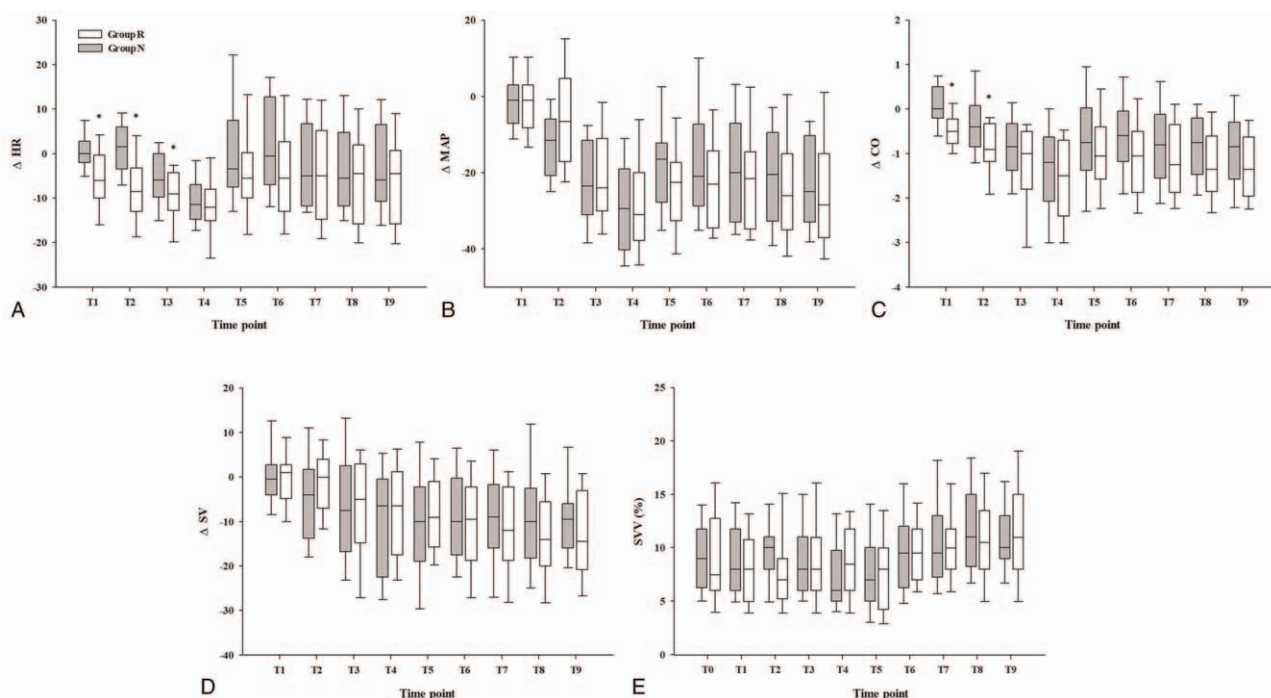 30
20
10
0
-10
-20
-30
Δ HR
Group R
Group N
*
*
*
T1 T2 T3 T4 T5 T6 T7 T8 T9
Time point
A
20
0
-20
-40
Δ MAP
T1 T2 T3 T4 T5 T6 T7 T8 T9
Time point
B
2
1
0
-1
-2
-3
-4
Δ CO
*
*
T1 T2 T3 T4 T5 T6 T7 T8 T9
Time point
C
20
10
0
-10
-20
-30
-40
Δ SV
T1 T2 T3 T4 T5 T6 T7 T8 T9
Time point
D
25
20
15
10
5
0
SVV (%)
T0 T1 T2 T3 T4 T5 T6 T7 T8 T9
Time point
E